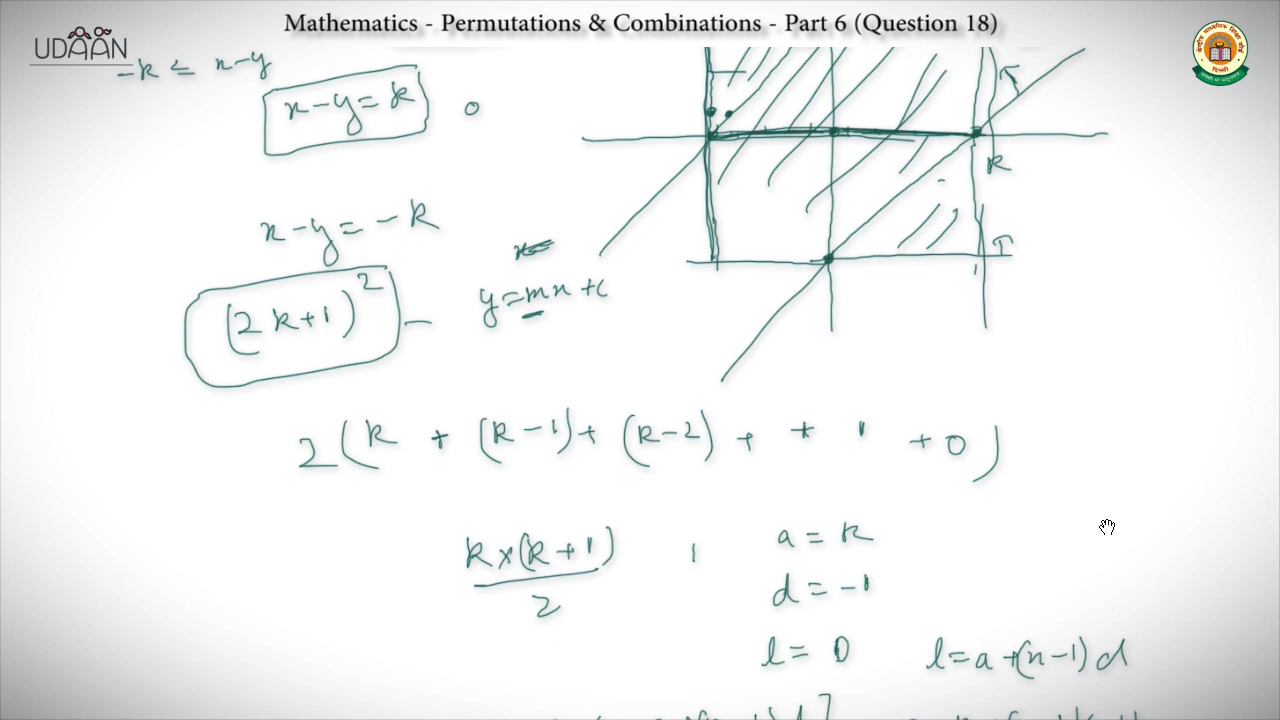 Mathematics - Permutations & Combinations - Part 6 (Question 18)
UDAAN
-k ≤ x-y
x-y=k
0
k
x-y=-k
(2k+1)² –
y=mx+c
2(k + (k-1)+ (k-2) + + 1 +0)
k×(k+1)
2
a = k
d = -1
l = 0
l=a+(n-1)d